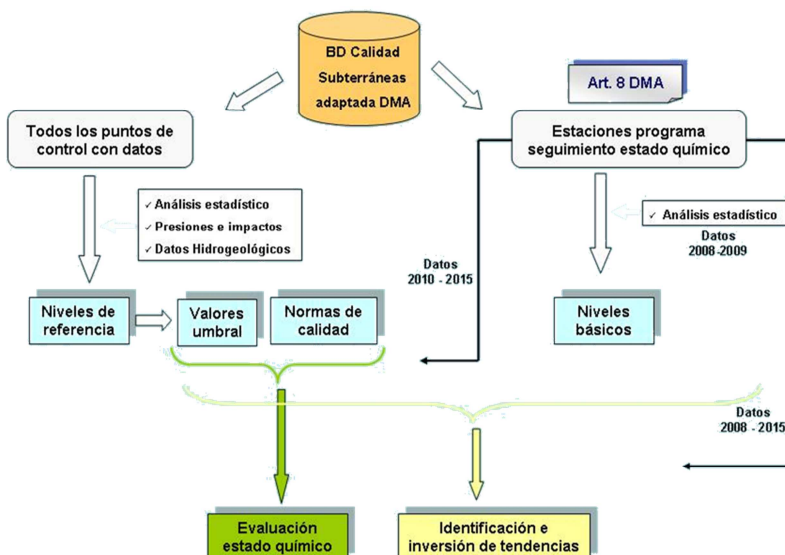 BD Calidad
Subterráneas
adaptada DMA
Art. 8 DMA
Todos los puntos de
control con datos
Estaciones programa
seguimiento estado químico
✓ Análisis estadístico
✓ Presiones e impactos
✓ Datos Hidrogeológicos
✓ Análisis estadístico
Datos
2008-2009
Datos
2010 - 2015
Niveles de
referencia
Valores
umbral
Normas de
calidad
Niveles
básicos
Datos
2008 - 2015
Evaluación
estado químico
Identificación e
inversión de tendencias